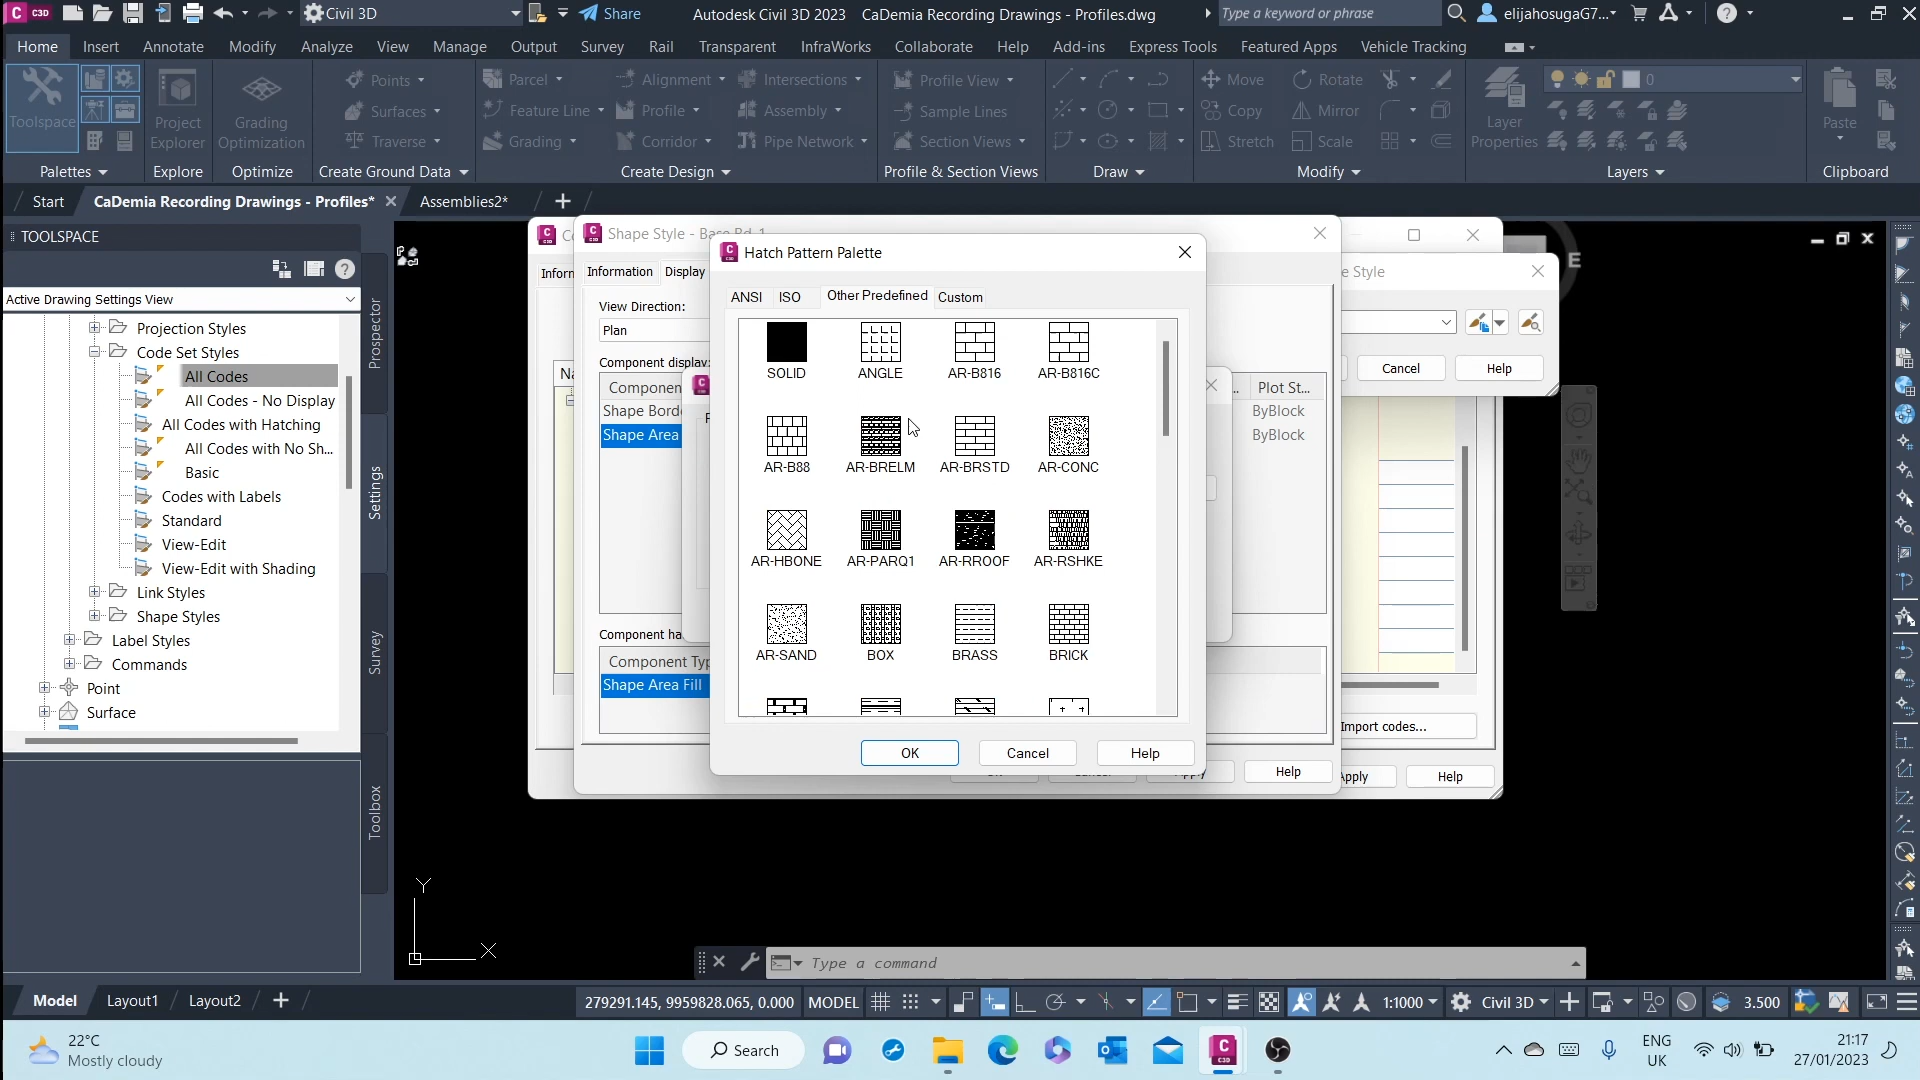 C3D Civil 3D Share Autodesk Civil 3D 2023 CaDemia Recording Drawings - Profiles.dwg Type a keyword or phrase elijahosugaG7...
Home Insert Annotate Modify Analyze View Manage Output Survey Rail Transparent InfraWorks Collaborate Help Add-ins Express Tools Featured Apps Vehicle Tracking
Points Parcel Alignment Intersections Profile View Move Rotate 0
Surfaces Feature Line Profile Assembly Sample Lines Copy Mirror
Toolspace Project Explorer Grading Optimization Layer Properties Paste
Traverse Grading Corridor Pipe Network Section Views Stretch Scale
Palettes Explore Optimize Create Ground Data Create Design Profile & Section Views Draw Modify Layers Clipboard
Start CaDemia Recording Drawings - Profiles* Assemblies2*
TOOLSPACE
Active Drawing Settings View
Projection Styles
Code Set Styles
All Codes
All Codes - No Display
All Codes with Hatching
All Codes with No Sh...
Basic
Codes with Labels
Standard
View-Edit
View-Edit with Shading
Link Styles
Shape Styles
Label Styles
Commands
Point
Surface
Prospector
Settings
Survey
Toolbox
Inforn
Shape Style - Base Rd_1
Information Display
View Direction:
Plan
Component display:
Componen Plot St...
Shape Borde ByBlock
Shape Area ByBlock
Component ha
Component Typ
Shape Area Fill
Help
Hatch Pattern Palette
ANSI ISO Other Predefined Custom
SOLID ANGLE AR-B816 AR-B816C
AR-B88 AR-BRELM AR-BRSTD AR-CONC
AR-HBONE AR-PARQ1 AR-RROOF AR-RSHKE
AR-SAND BOX BRASS BRICK
OK Cancel Help
e Style
Cancel Help
Import codes...
Apply Help
E
Y
X
Type a command
Model Layout1 Layout2 279291.145, 9959828.065, 0.000 MODEL 1:1000 Civil 3D 3.500
22°C
Mostly cloudy
Search
ENG
UK
21:17
27/01/2023